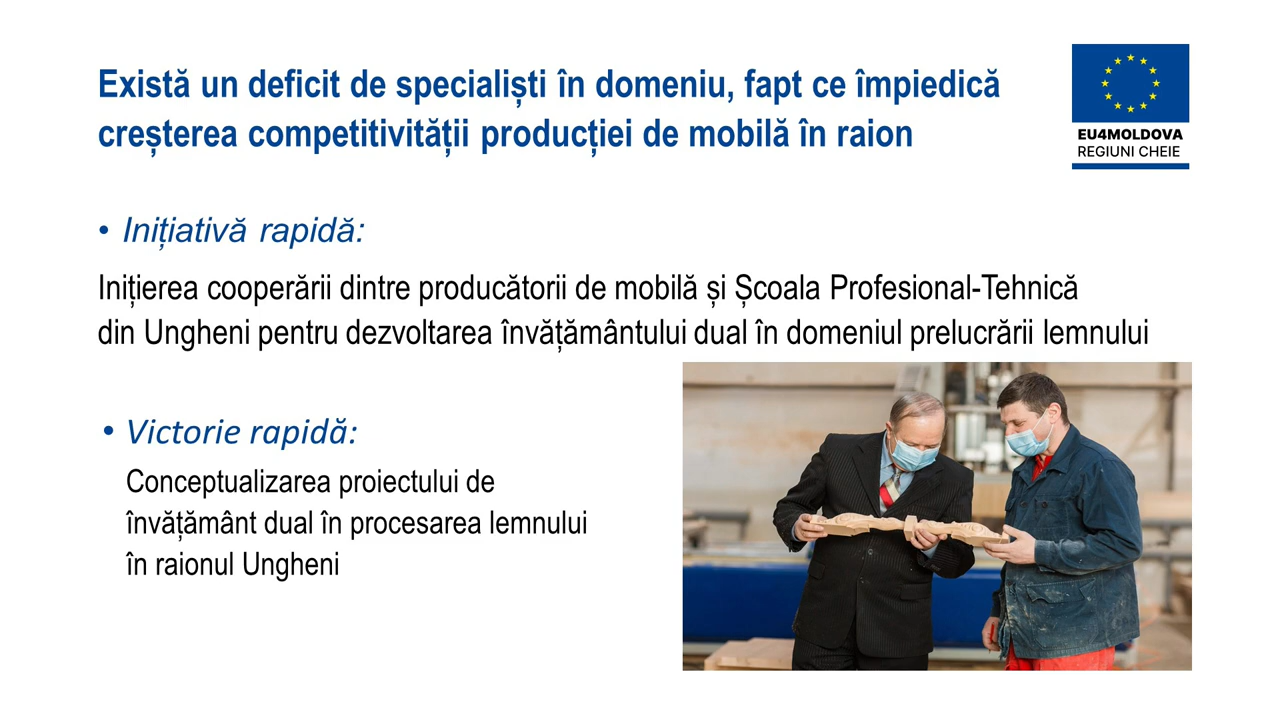 Există un deficit de specialiști în domeniu, fapt ce împiedică
creșterea competitivității producției de mobilă în raion
EU4MOLDOVA
REGIUNI CHEIE
• Inițiativă rapidă:
Inițierea cooperării dintre producătorii de mobilă și Școala Profesional-Tehnică
din Ungheni pentru dezvoltarea învățământului dual în domeniul prelucrării lemnului
• Victorie rapidă:
Conceptualizarea proiectului de
învățământ dual în procesarea lemnului
în raionul Ungheni